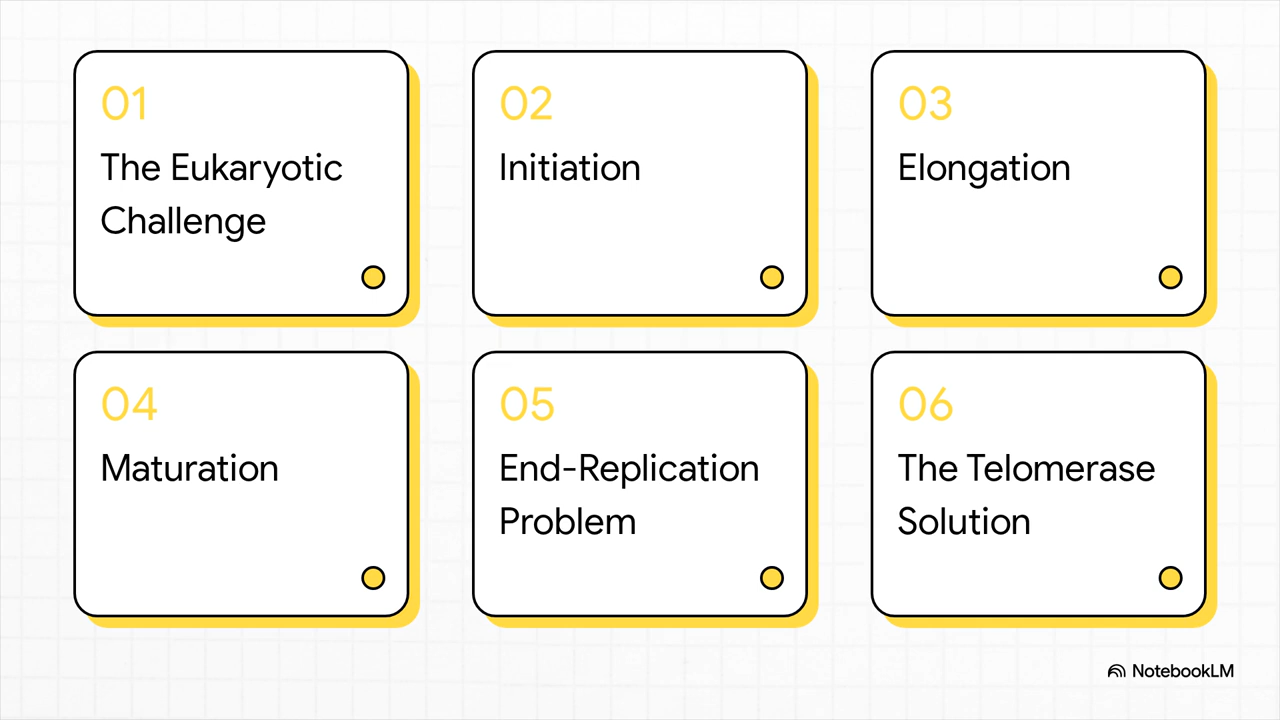 01
The Eukaryotic
Challenge
02
Initiation
03
Elongation
04
Maturation
05
End-Replication
Problem
06
The Telomerase
Solution
NotebookLM